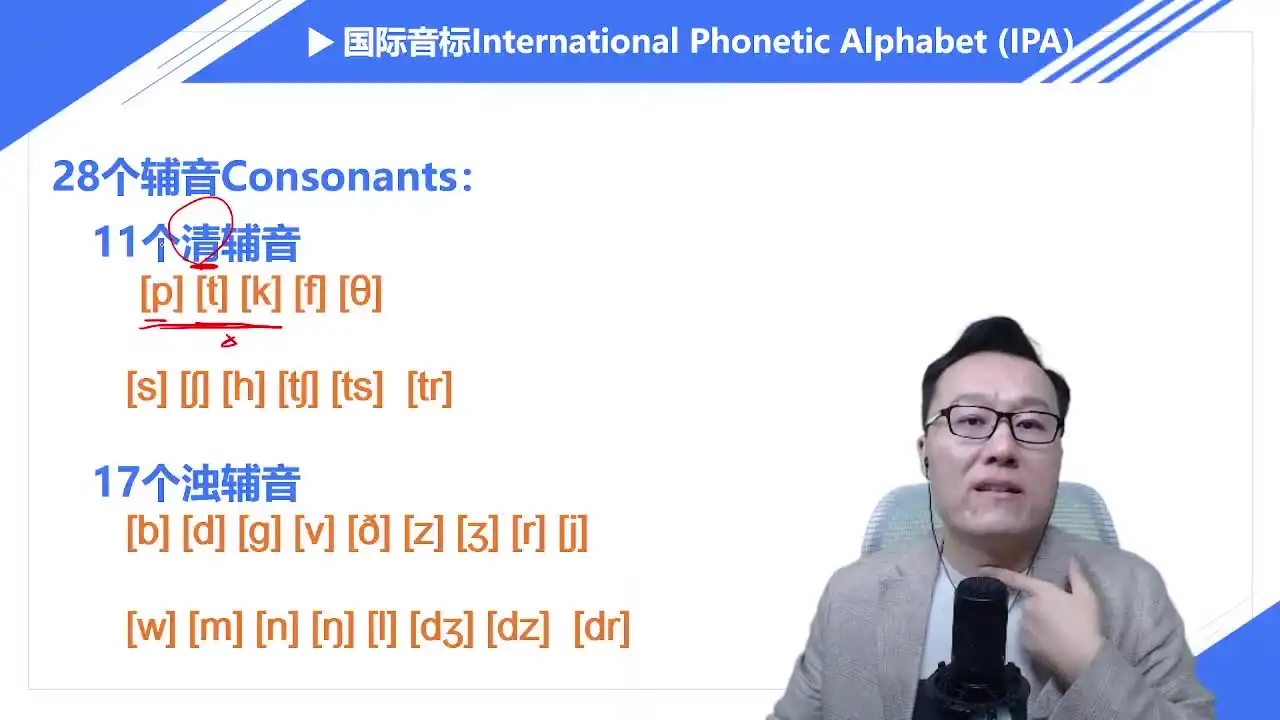 ▶ 国际音标International Phonetic Alphabet (IPA)
28个辅音Consonants：
11个清辅音
[p] [t] [k] [f] [θ]
[s] [ʃ] [h] [tʃ] [ts] [tr]
17个浊辅音
[b] [d] [g] [v] [ð] [z] [ʒ] [r] [j]
[w] [m] [n] [ŋ] [l] [dʒ] [dz] [dr]